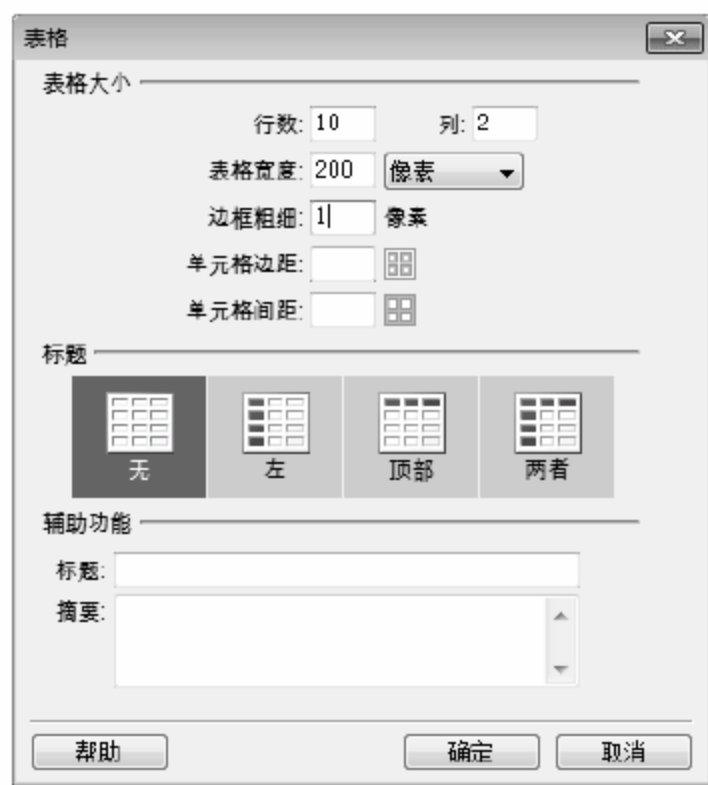 表格
表格大小
行数: 10 列: 2
表格宽度: 200 像素
边框粗细: 1 像素
单元格边距:
单元格间距:
标题
无 左 顶部 两者
辅助功能
标题:
摘要:
帮助 确定 取消